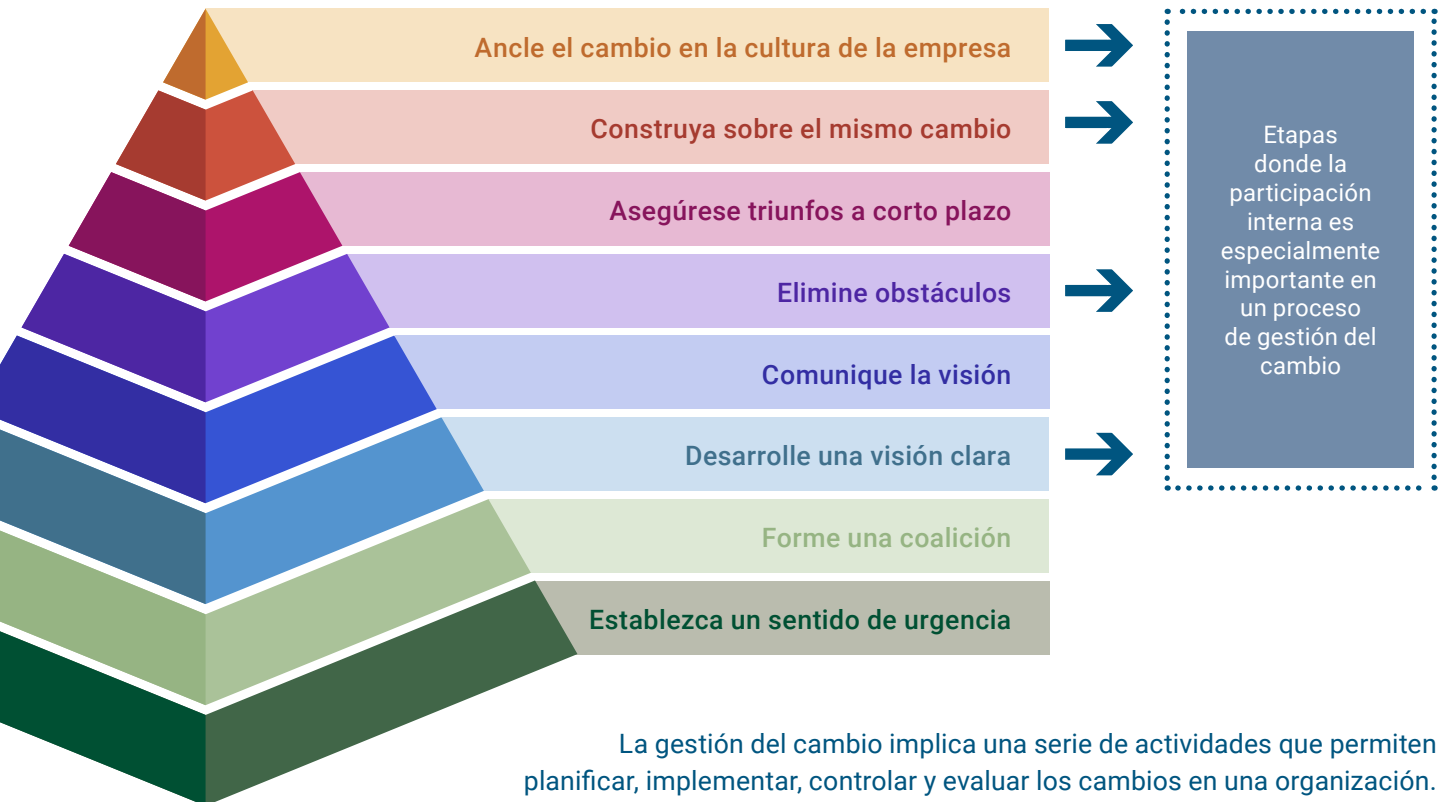 Ancle el cambio en la cultura de la empresa
Construya sobre el mismo cambio
Asegúrese triunfos a corto plazo
Elimine obstáculos
Comunique la visión
Desarrolle una visión clara
Forme una coalición
Establezca un sentido de urgencia
Etapas
donde la
participación
interna es
especialmente
importante en
un proceso
de gestión del
cambio
La gestión del cambio implica una serie de actividades que permiten
planificar, implementar, controlar y evaluar los cambios en una organización.